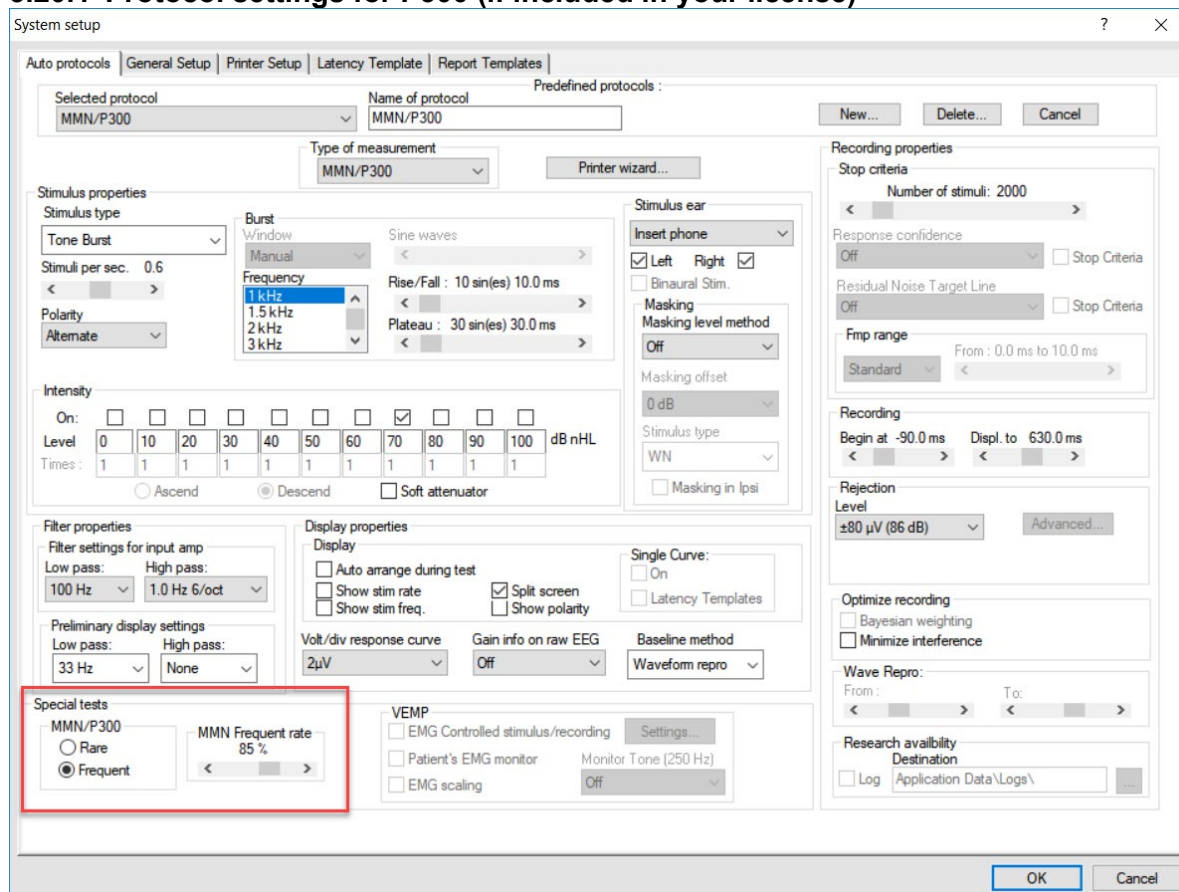 System setup
?
Auto protocols
General Setup
Printer Setup
Latency Template
Report Templates
Predefined protocols :
Selected protocol
Name of protocol
MMN/P300
MMN/P300
New...
Delete...
Cancel
Type of measurement
MMN/P300
Printer wizard...
Stimulus properties
Stimulus type
Tone Burst
Stimuli per sec. 0.6
Polarity
Alternate
Burst
Window
Manual
Sine waves
Frequency
1 kHz
1.5 kHz
2 kHz
3 kHz
Rise/Fall : 10 sin(es) 10.0 ms
Plateau : 30 sin(es) 30.0 ms
Intensity
On:
Level 0 10 20 30 40 50 60 70 80 90 100 dB nHL
Times : 1 1 1 1 1 1 1 1 1 1 1
Ascend
Descend
Soft attenuator
Stimulus ear
Insert phone
Left Right
Binaural Stim.
Masking
Masking level method
Off
Masking offset
0 dB
Stimulus type
WN
Masking in Ipsi
Recording properties
Stop criteria
Number of stimuli: 2000
Response confidence
Off
Stop Criteria
Residual Noise Target Line
Off
Stop Criteria
Fmp range
From : 0.0 ms to 10.0 ms
Standard
Recording
Begin at -90.0 ms Displ. to 630.0 ms
Rejection
Level
±80 µV (86 dB)
Advanced...
Optimize recording
Bayesian weighting
Minimize interference
Wave Repro:
From :
To:
Research availbility
Destination
Log
Application Data\Logs\
...
Filter properties
Filter settings for input amp
Low pass: High pass:
100 Hz
1.0 Hz 6/oct
Preliminary display settings
Low pass: High pass:
33 Hz
None
Display properties
Display
Auto arrange during test
Show stim rate
Split screen
Show stim freq.
Show polarity
Single Curve:
On
Latency Templates
Volt/div response curve
2µV
Gain info on raw EEG
Off
Baseline method
Waveform repro
Special tests
MMN/P300
Rare
Frequent
MMN Frequent rate
85 %
VEMP
EMG Controlled stimulus/recording
Settings...
Patient's EMG monitor
Monitor Tone (250 Hz)
EMG scaling
Off
OK
Cancel